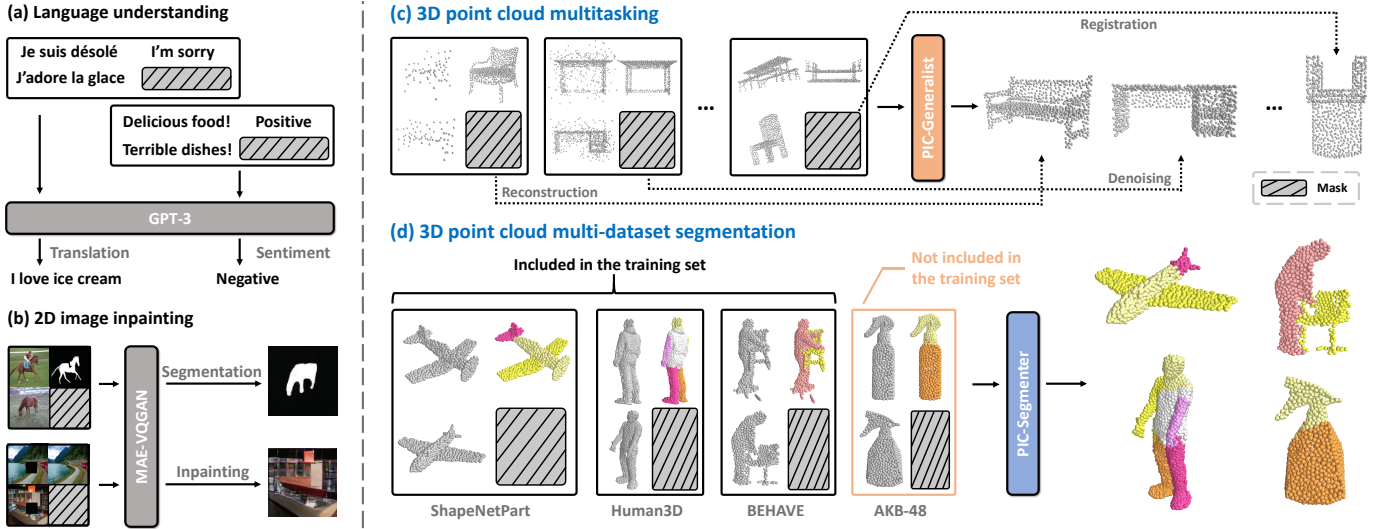 (a) Language understanding
Je suis désolé I'm sorry
J'adore la glace
Delicious food! Positive
Terrible dishes!
GPT-3
Translation Sentiment
I love ice cream Negative
(b) 2D image inpainting
MAE-VQGAN
Segmentation
Inpainting
(c) 3D point cloud multitasking
Registration
...
PIC-Generalist
...
Reconstruction
Denoising
Mask
(d) 3D point cloud multi-dataset segmentation
Included in the training set
Not included in
the training set
PIC-Segmenter
ShapeNetPart Human3D BEHAVE AKB-48